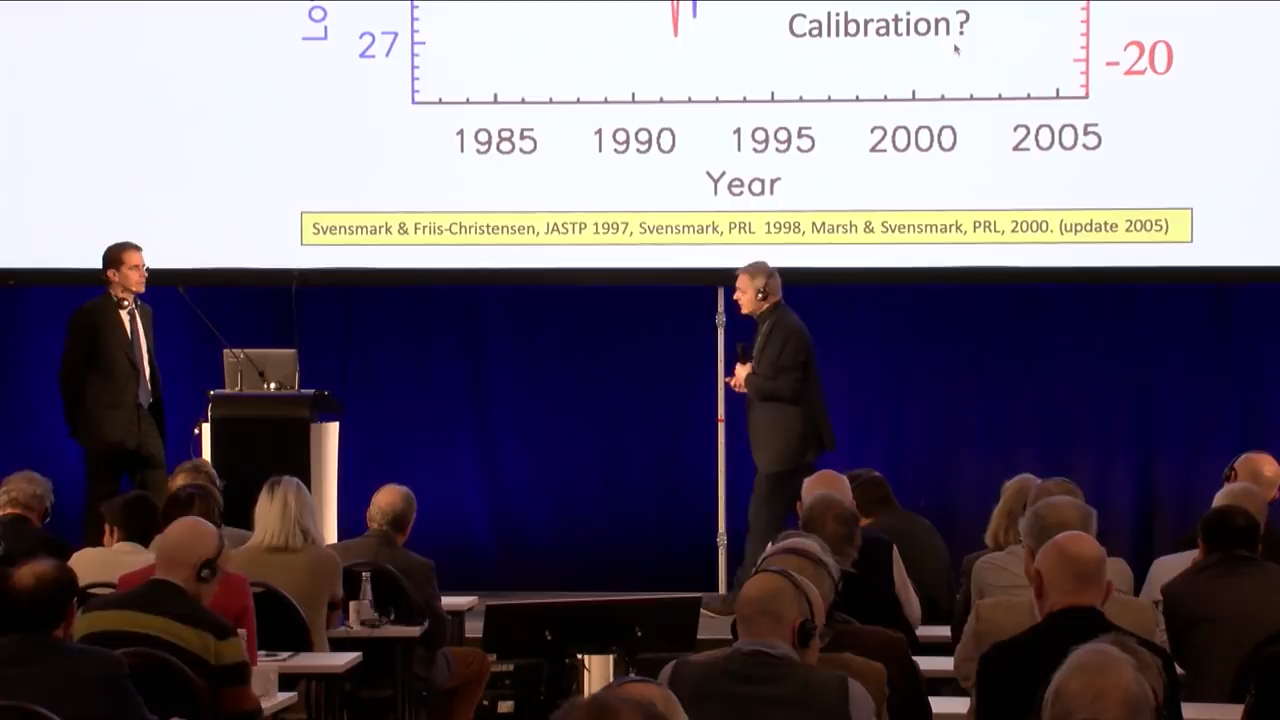 Calibration?
27
-20
1985 1990 1995 2000 2005
Year
Svensmark & Friis-Christensen, JASTP 1997, Svensmark, PRL 1998, Marsh & Svensmark, PRL, 2000. (update 2005)